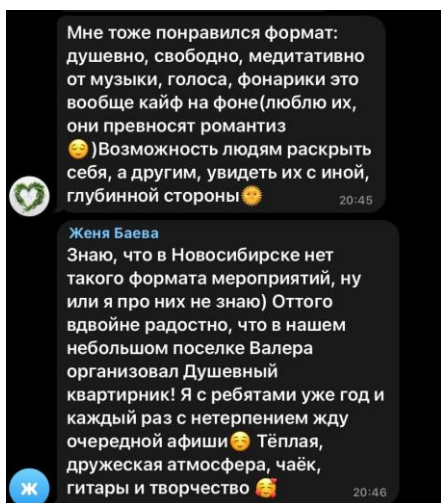 Мне тоже понравился формат:
душевно, свободно, медитативно
от музыки, голоса, фонарики это
вообще кайф на фоне(люблю их,
они превносят романтиз
😌)Возможность людям раскрыть
себя, а другим, увидеть их с иной,
глубинной стороны🌞
20:45
Женя Баева
Знаю, что в Новосибирске нет
такого формата мероприятий, ну
или я про них не знаю) Оттого
вдвойне радостно, что в нашем
небольшом поселке Валера
организовал Душевный
квартирник! Я с ребятами уже год и
каждый раз с нетерпением жду
очередной афиши☺️ Тёплая,
дружеская атмосфера, чаёк,
гитары и творчество 🥰
20:46
Ж